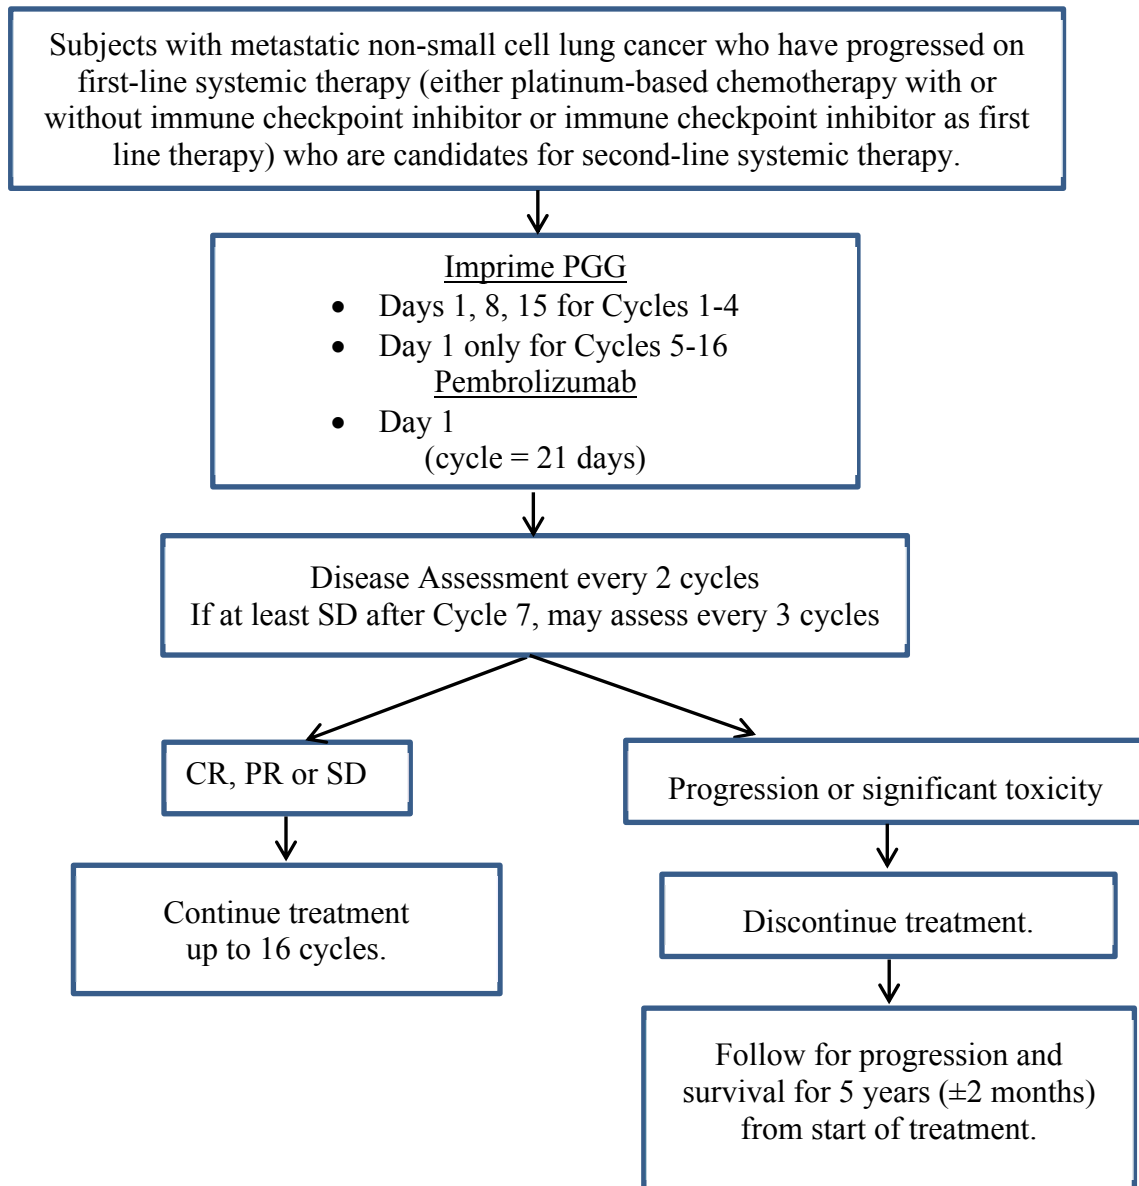 Subjects with metastatic non-small cell lung cancer who have progressed on
first-line systemic therapy (either platinum-based chemotherapy with or
without immune checkpoint inhibitor or immune checkpoint inhibitor as first
line therapy) who are candidates for second-line systemic therapy.
Imprime PGG
• Days 1, 8, 15 for Cycles 1-4
• Day 1 only for Cycles 5-16
Pembrolizumab
• Day 1
(cycle = 21 days)
Disease Assessment every 2 cycles
If at least SD after Cycle 7, may assess every 3 cycles
CR, PR or SD
Progression or significant toxicity
Continue treatment
up to 16 cycles.
Discontinue treatment.
Follow for progression and
survival for 5 years (±2 months)
from start of treatment.